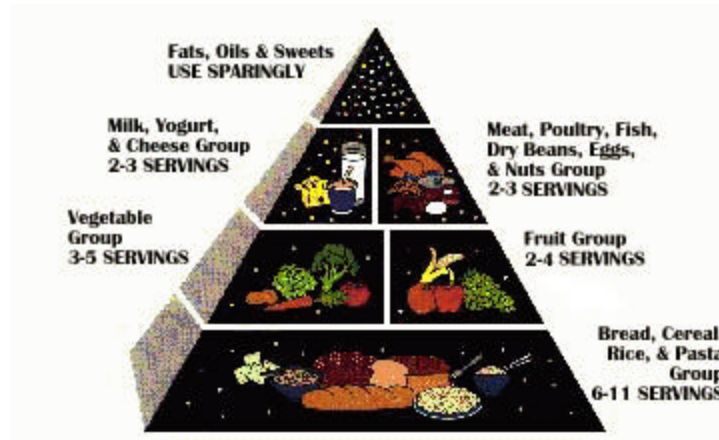 Fats, Oils & Sweets
USE SPARINGLY
Milk, Yogurt,
& Cheese Group
2-3 SERVINGS
Meat, Poultry, Fish,
Dry Beans, Eggs,
& Nuts Group
2-3 SERVINGS
Vegetable
Group
3-5 SERVINGS
Fruit Group
2-4 SERVINGS
Bread, Cereal
Rice, & Pasta
Group
6-11 SERVINGS